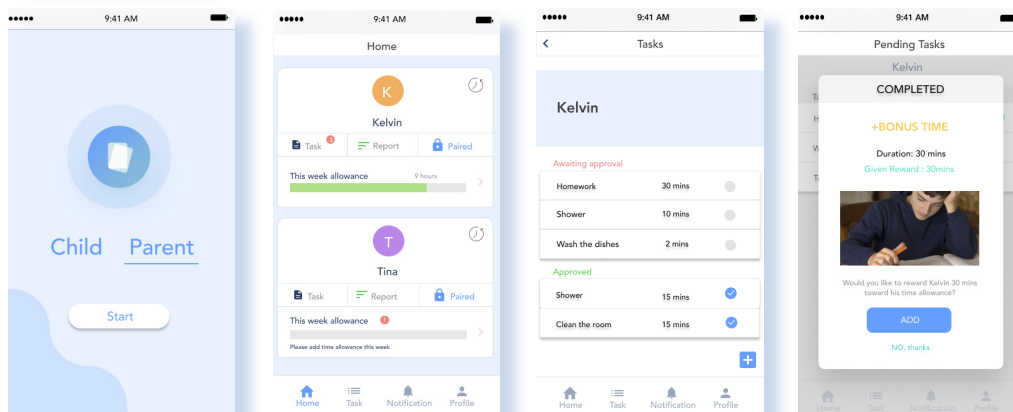 9:41 AM
Child Parent
Start
9:41 AM
Home
K
Kelvin
Task 3 Report Paired
This week allowance 9 hours
T
Tina
Task Report Paired
This week allowance !
Please add time allowance this week
Home Task Notification Profile
9:41 AM
Tasks
Kelvin
Awaiting approval
Homework 30 mins
Shower 10 mins
Wash the dishes 2 mins
Approved
Shower 15 mins
Clean the room 15 mins
Home Task Notification Profile
9:41 AM
Pending Tasks
Kelvin
COMPLETED
+BONUS TIME
Duration: 30 mins
Given Reward : 30mins
Would you like to reward Kelvin 30 mins
toward his time allowance?
ADD
NO, thanks
Home Task Notification Profile